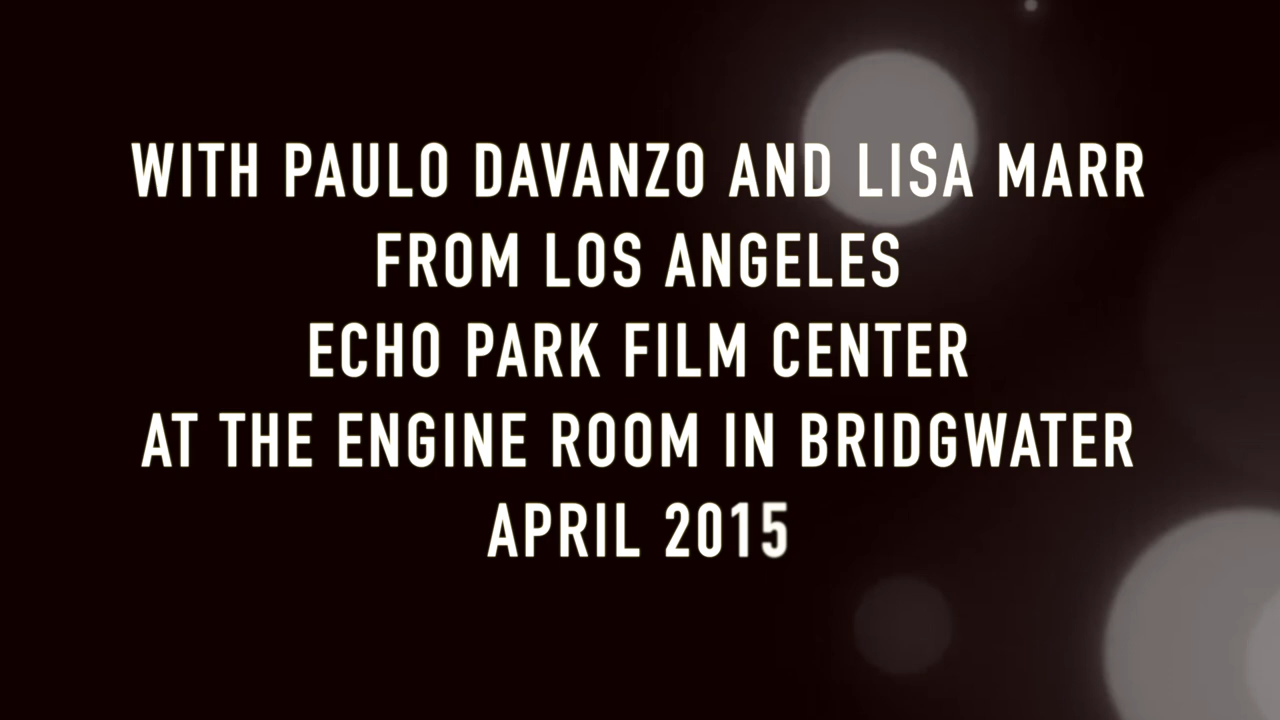 WITH PAULO DAVANZO AND LISA MARR
FROM LOS ANGELES
ECHO PARK FILM CENTER
AT THE ENGINE ROOM IN BRIDGWATER
APRIL 2015